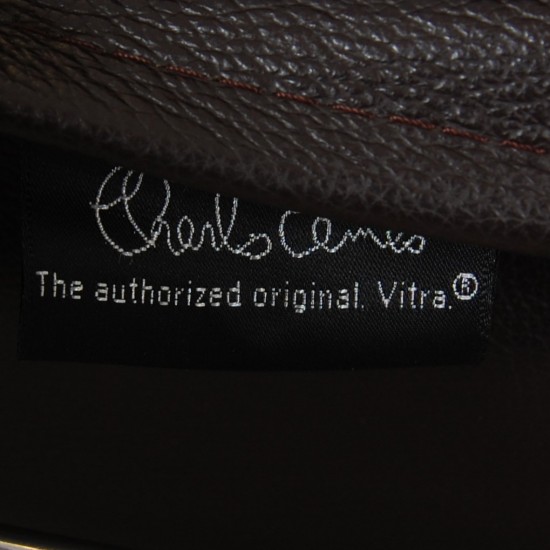 Charles Eames
The authorized original. Vitra.®